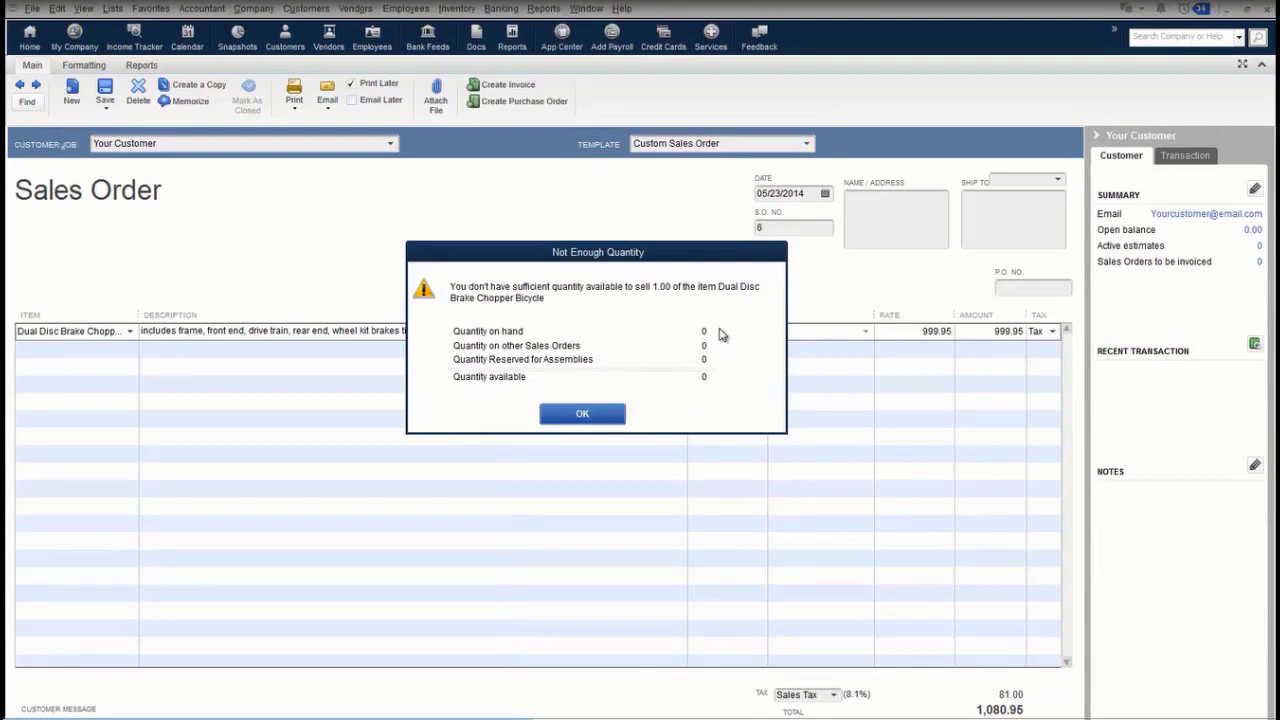 File Edit View Lists Favorites Accountant Company Customers Vendors Employees Inventory Banking Reports Window Help
34
Home My Company Income Tracker Calendar Snapshots Customers Vendors Employees Bank Feeds Docs Reports App Center Add Payroll Credit Cards Services Feedback
Search Company or Help
Main Formatting Reports
Find New Save Delete Create a Copy Memorize Mark As Closed Print Email Print Later Email Later Attach File Create Invoice Create Purchase Order
CUSTOMER:JOB Your Customer TEMPLATE Custom Sales Order
Sales Order
DATE
05/23/2014
S.O. NO.
6
NAME / ADDRESS
SHIP TO
P.O. NO.
Not Enough Quantity
You don't have sufficient quantity available to sell 1.00 of the item Dual Disc
Brake Chopper Bicycle
Quantity on hand 0
Quantity on other Sales Orders 0
Quantity Reserved for Assemblies 0
Quantity available 0
OK
ITEM DESCRIPTION RATE AMOUNT TAX
Dual Disc Brake Chopp... includes frame, front end, drive train, rear end, wheel kit brakes 999.95 999.95 Tax
TAX Sales Tax (8.1%) 81.00
TOTAL 1,080.95
CUSTOMER MESSAGE
Your Customer
Customer Transaction
SUMMARY
Email Yourcustomer@email.com
Open balance 0.00
Active estimates 0
Sales Orders to be invoiced 0
RECENT TRANSACTION
NOTES